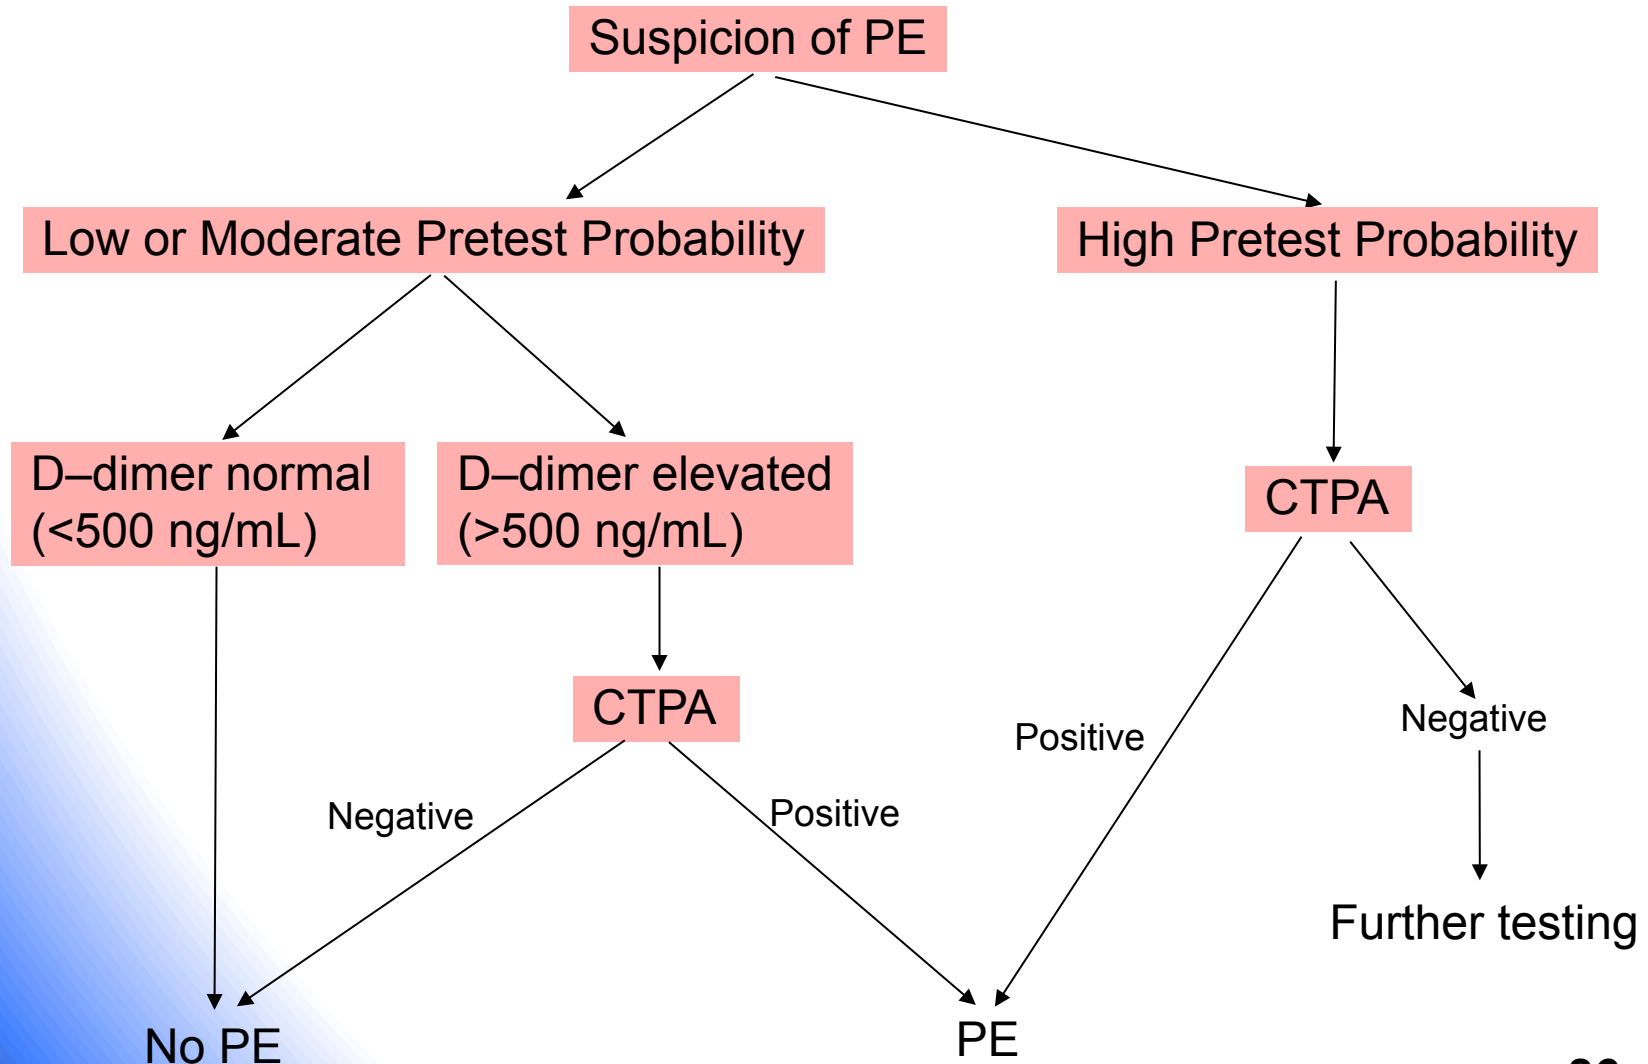 Suspicion of PE
Low or Moderate Pretest Probability
High Pretest Probability
D–dimer normal
(<500 ng/mL)
D–dimer elevated
(>500 ng/mL)
CTPA
CTPA
Positive
Negative
Negative
Positive
Further testing
No PE
PE